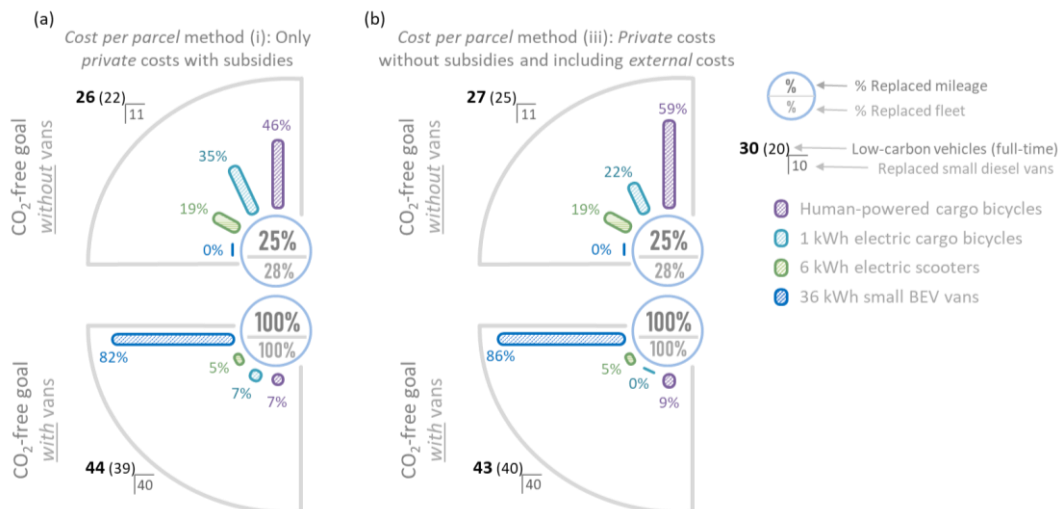 (a)
Cost per parcel method (i): Only
private costs with subsidies
26 (22)
11
46%
35%
19%
0%
25%
28%
CO₂-free goal
without vans
100%
100%
82%
5%
7%
7%
44 (39)
40
CO₂-free goal
with vans
(b)
Cost per parcel method (iii): Private costs
without subsidies and including external costs
27 (25)
11
59%
22%
19%
0%
25%
28%
CO₂-free goal
without vans
100%
100%
86%
5%
0%
9%
43 (40)
40
CO₂-free goal
with vans
%
%
% Replaced mileage
% Replaced fleet
30 (20)
10
Low-carbon vehicles (full-time)
Replaced small diesel vans
Human-powered cargo bicycles
1 kWh electric cargo bicycles
6 kWh electric scooters
36 kWh small BEV vans